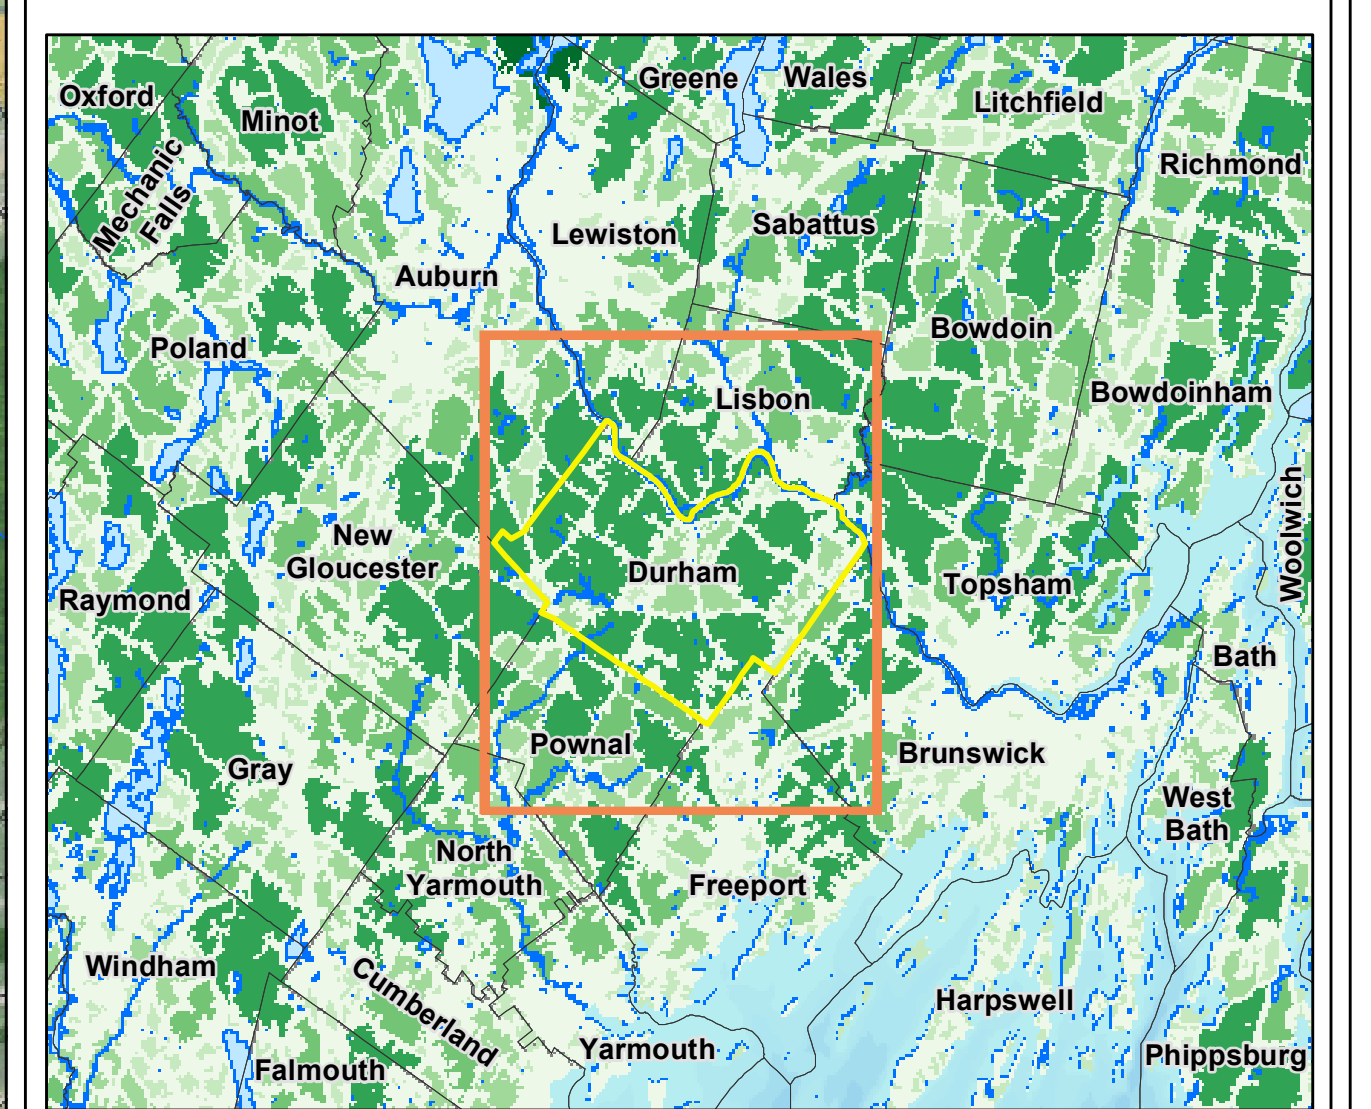 Greene
Wales
Oxford
Litchfield
Minot
Richmond
Mechanic
Falls
Sabattus
Lewiston
Auburn
Bowdoin
Poland
Bowdoinham
Lisbon
Woolwich
New
Gloucester
Durham
Topsham
Raymond
Bath
Pownal
Brunswick
Gray
West
Bath
North
Yarmouth
Freeport
Windham
Cumberland
Harpswell
Yarmouth
Phippsburg
Falmouth